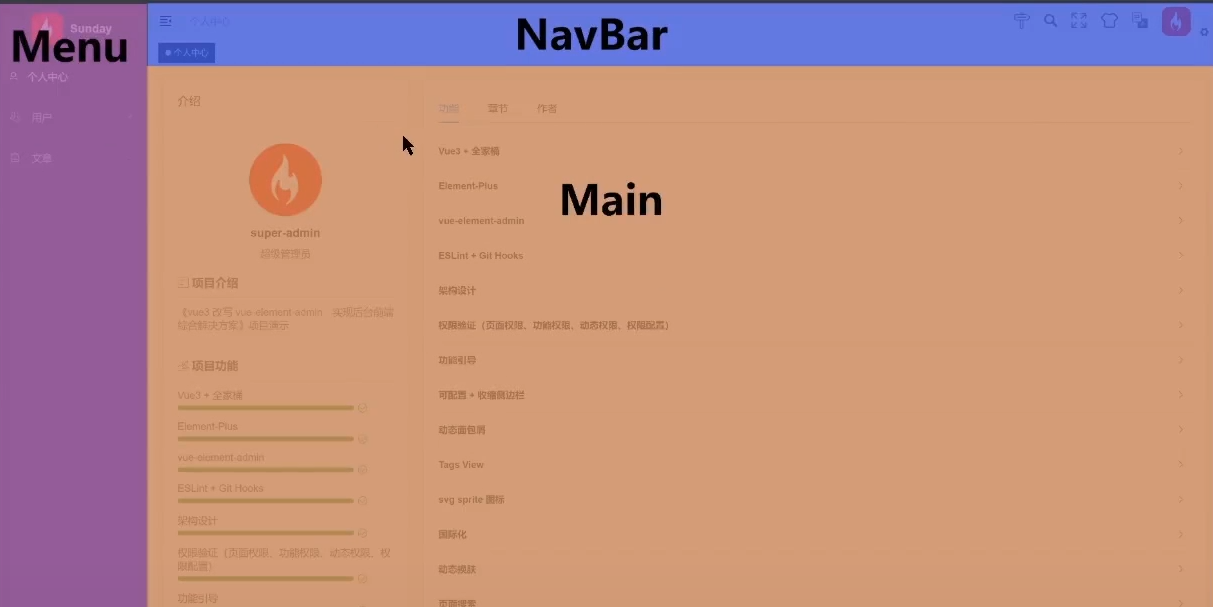 Sunday
Menu
个人中心
用户
文章
个人中心
NavBar
个人中心
介绍
super-admin
超级管理员
项目介绍
《vue3 改写 vue-element-admin，实现后台前端
综合解决方案》项目演示
项目功能
Vue3 + 全家桶
Element-Plus
vue-element-admin
ESLint + Git Hooks
架构设计
权限验证（页面权限、功能权限、动态权限、权
限配置）
功能引导
功能
章节
作者
Vue3 + 全家桶
Element-Plus
Main
vue-element-admin
ESLint + Git Hooks
架构设计
权限验证（页面权限、功能权限、动态权限、权限配置）
功能引导
可配置 + 收缩侧边栏
动态面包屑
Tags View
svg sprite 图标
国际化
动态换肤
页面搜索